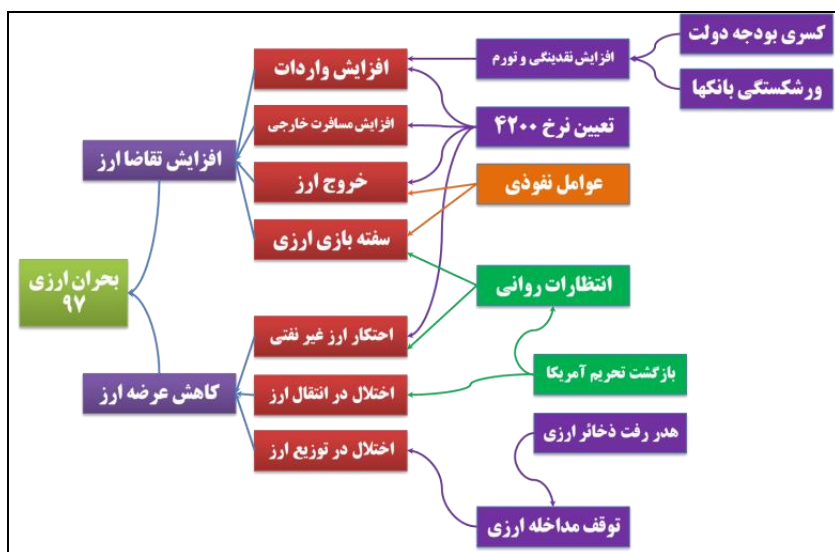 کسری بودجه دولت
ورشکستگی بانکها
افزایش نقدینگی و تورم
تعیین نرخ ۴۲۰۰
عوامل نفوذی
انتظارات روانی
بازگشت تحریم آمریکا
هدر رفت ذخائر ارزی
توقف مداخله ارزی
افزایش واردات
افزایش مسافرت خارجی
خروج ارز
سفته بازی ارزی
احتکار ارز غیر نفتی
اختلال در انتقال ارز
اختلال در توزیع ارز
افزایش تقاضا ارز
کاهش عرضه ارز
بحران ارزی
۹۷